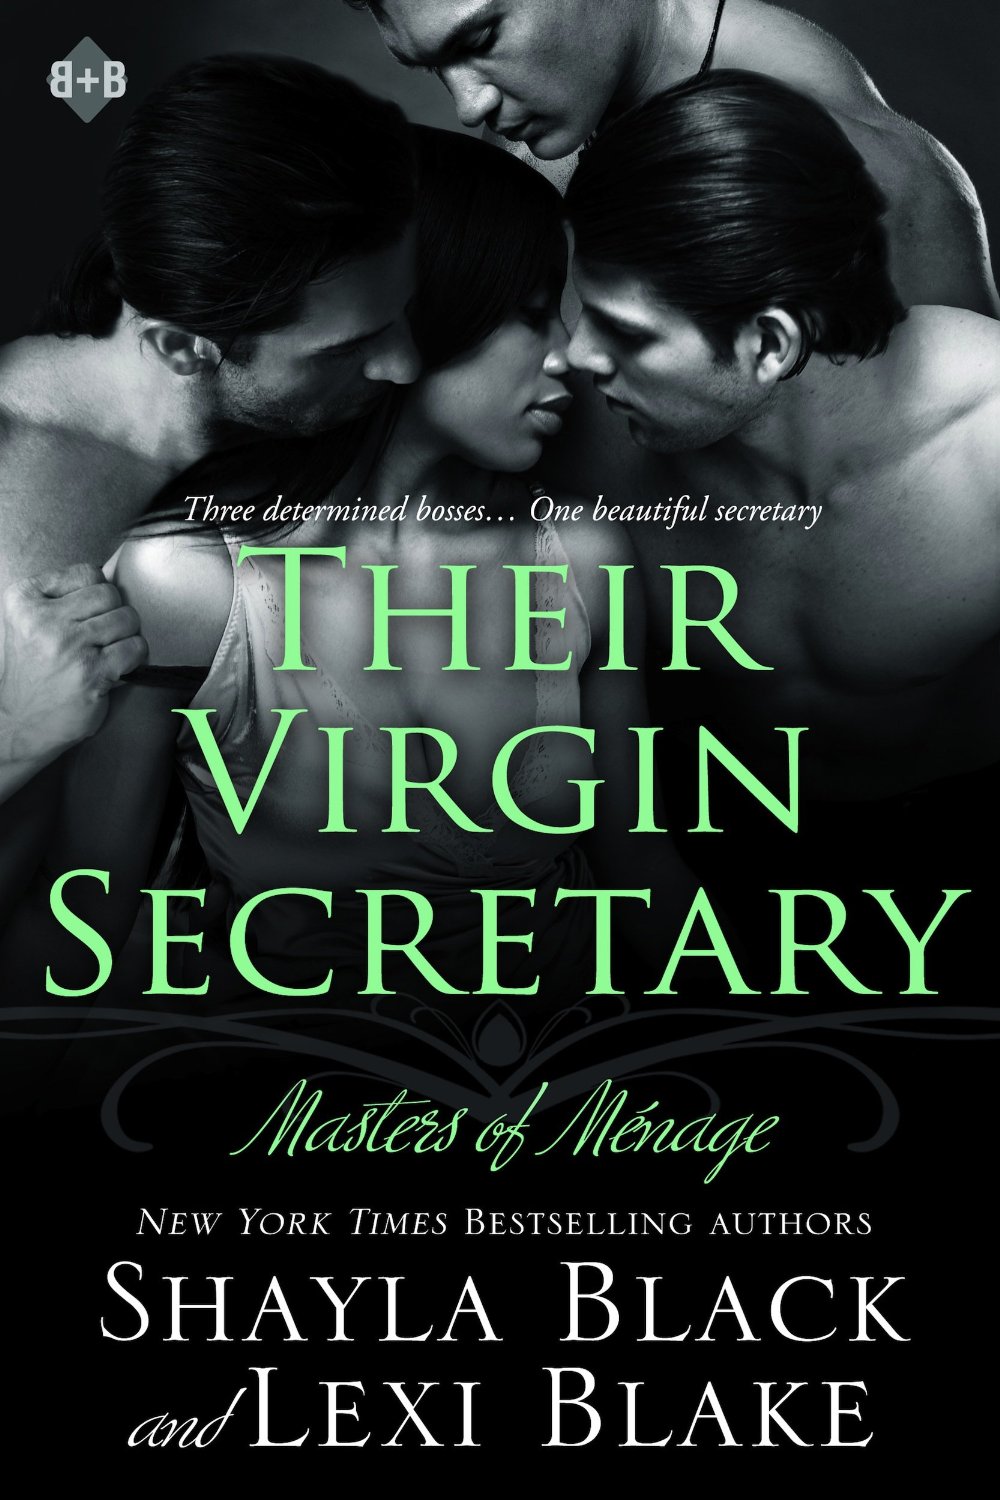 B+B
Three determined bosses... One beautiful secretary
THEIR
VIRGIN
SECRETARY
Masters of Ménage
NEW YORK TIMES BESTSELLING AUTHORS
SHAYLA BLACK
and LEXI BLAKE